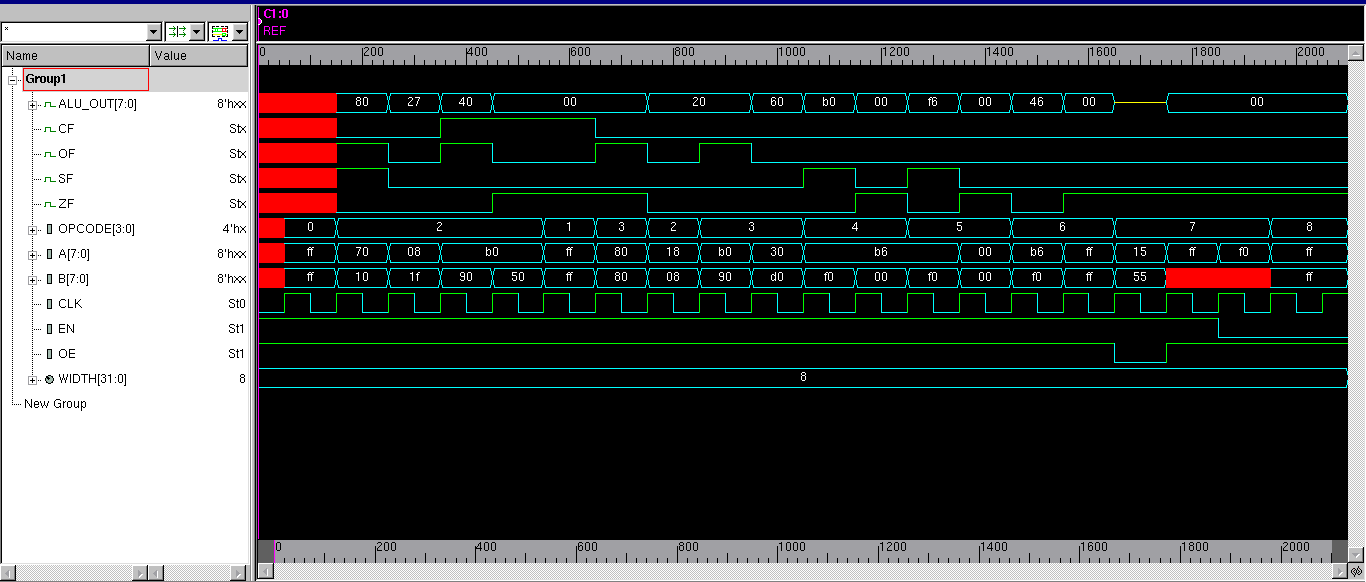 C1:0
REF
*
0 200 400 600 800 1000 1200 1400 1600 1800 2000
Name Value
Group1
ALU_OUT[7:0] 8'hxx 80 27 40 00 20 60 b0 00 f6 00 46 00 00
CF Stx
OF Stx
SF Stx
ZF Stx
OPCODE[3:0] 4'hx 0 2 1 3 2 3 4 5 6 7 8
A[7:0] 8'hxx ff 70 08 b0 ff 80 18 b0 30 b6 00 b6 ff 15 ff f0 ff
B[7:0] 8'hxx ff 10 1f 90 50 ff 80 08 90 d0 f0 00 f0 00 f0 ff 55 ff
CLK St0
EN St1
OE St1
WIDTH[31:0] 8 8
New Group
0 200 400 600 800 1000 1200 1400 1600 1800 2000